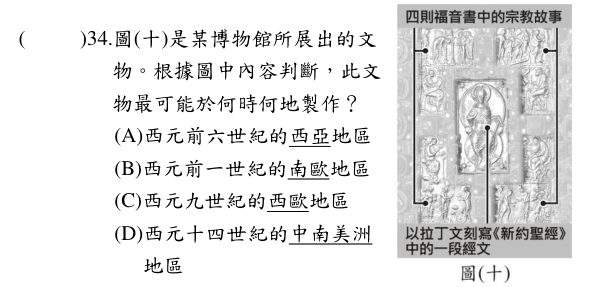 (　　)34.圖(十)是某博物館所展出的文
物。根據圖中內容判斷，此文
物最可能於何時何地製作？
(A)西元前六世紀的西亞地區
(B)西元前一世紀的南歐地區
(C)西元九世紀的西歐地區
(D)西元十四世紀的中南美洲
地區
四則福音書中的宗教故事
以拉丁文刻寫《新約聖經》
中的一段經文
圖(十)